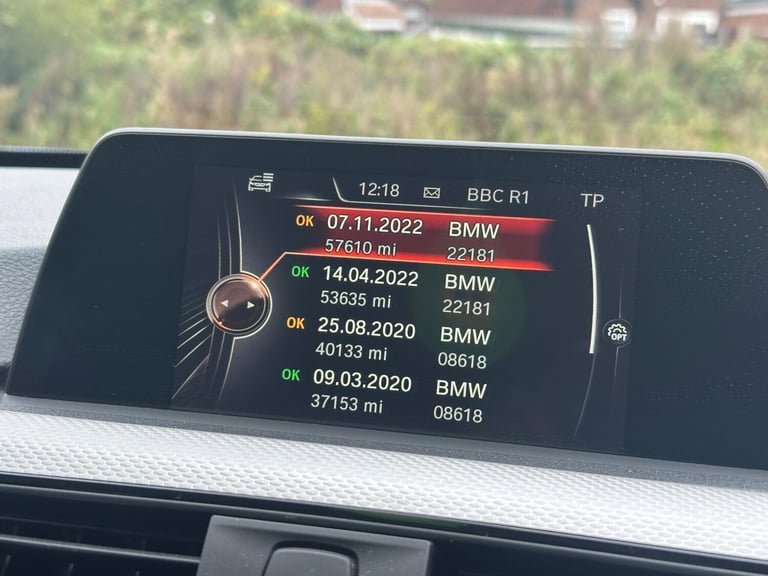 12:18 BBC R1 TP
OK 07.11.2022 BMW
57610 mi 22181
OK 14.04.2022 BMW
53635 mi 22181
OK 25.08.2020 BMW
40133 mi 08618
OPT
OK 09.03.2020 BMW
37153 mi 08618